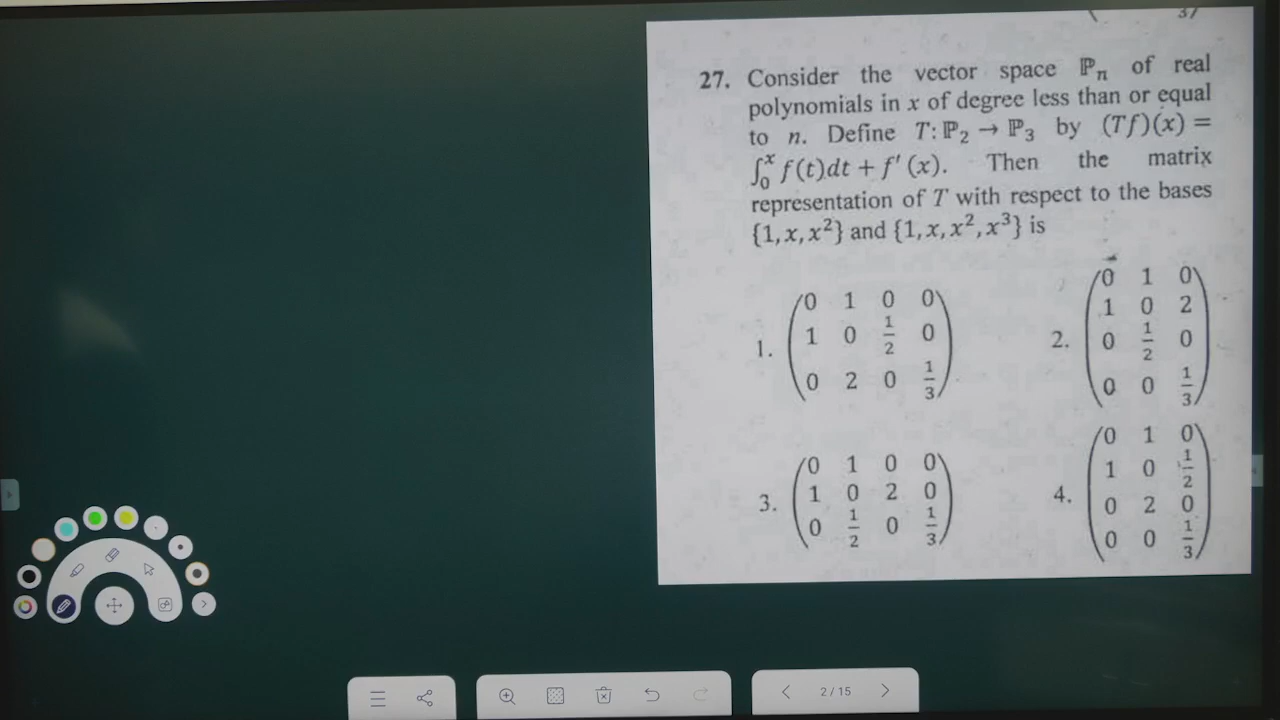 37
27. Consider the vector space ℙₙ of real
polynomials in x of degree less than or equal
to n. Define T: ℙ₂ → ℙ₃ by (Tf)(x) =
∫₀ˣ f(t)dt + f′(x). Then the matrix
representation of T with respect to the bases
{1, x, x²} and {1, x, x², x³} is
1.
0 1 0 0
1 0 1/2 0
0 2 0 1/3
2.
0 1 0
1 0 2
0 1/2 0
0 0 1/3
3.
0 1 0 0
1 0 2 0
0 1/2 0 1/3
4.
0 1 0
1 0 1/2
0 2 0
0 0 1/3
2 / 15